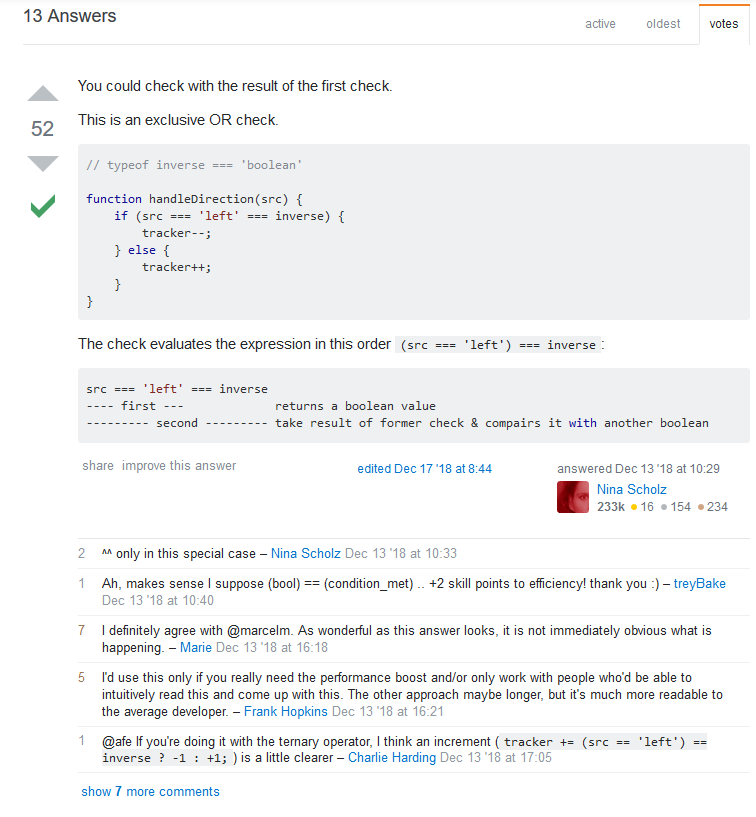 13 Answers
active oldest votes
You could check with the result of the first check.
52
This is an exclusive OR check.
// typeof inverse === 'boolean'
function handleDirection(src) {
    if (src === 'left' === inverse) {
        tracker--;
    } else {
        tracker++;
    }
}
The check evaluates the expression in this order (src === 'left') === inverse :
src === 'left' === inverse
---- first ---            returns a boolean value
--------- second --------- take result of former check & compairs it with another boolean
share improve this answer
edited Dec 17 '18 at 8:44
answered Dec 13 '18 at 10:29
Nina Scholz
233k ●16 ●154 ●234
2 ^^ only in this special case – Nina Scholz Dec 13 '18 at 10:33
1 Ah, makes sense I suppose (bool) == (condition_met) .. +2 skill points to efficiency! thank you :) – treyBake
Dec 13 '18 at 10:40
7 I definitely agree with @marcelm. As wonderful as this answer looks, it is not immediately obvious what is
happening. – Marie Dec 13 '18 at 16:18
5 I'd use this only if you really need the performance boost and/or only work with people who'd be able to
intuitively read this and come up with this. The other approach maybe longer, but it's much more readable to
the average developer. – Frank Hopkins Dec 13 '18 at 16:21
1 @afe If you're doing it with the ternary operator, I think an increment ( tracker += (src == 'left') ==
inverse ? -1 : +1; ) is a little clearer – Charlie Harding Dec 13 '18 at 17:05
show 7 more comments